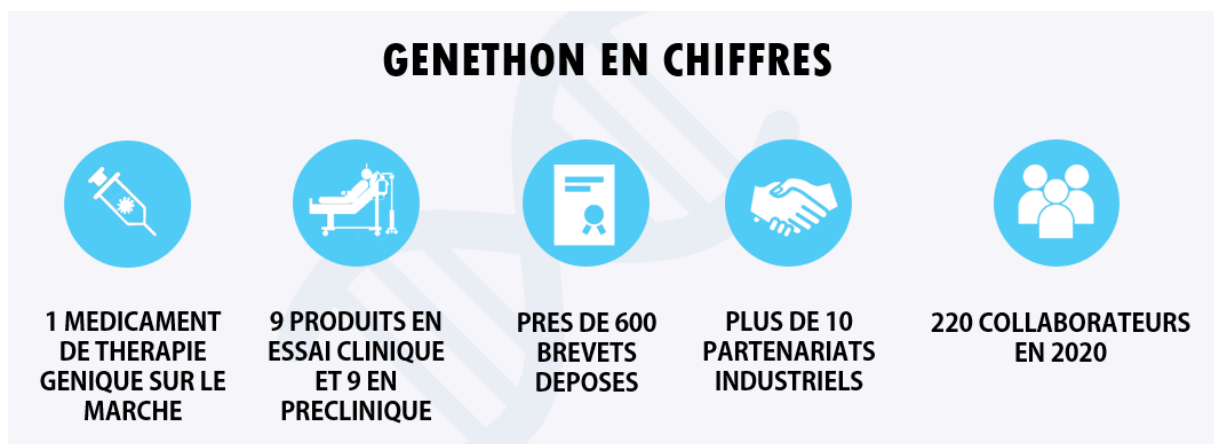 GENETHON EN CHIFFRES
1 MEDICAMENT
DE THERAPIE
GENIQUE SUR LE
MARCHE
9 PRODUITS EN
ESSAI CLINIQUE
ET 9 EN
PRECLINIQUE
PRES DE 600
BREVETS
DEPOSES
PLUS DE 10
PARTENARIATS
INDUSTRIELS
220 COLLABORATEURS
EN 2020